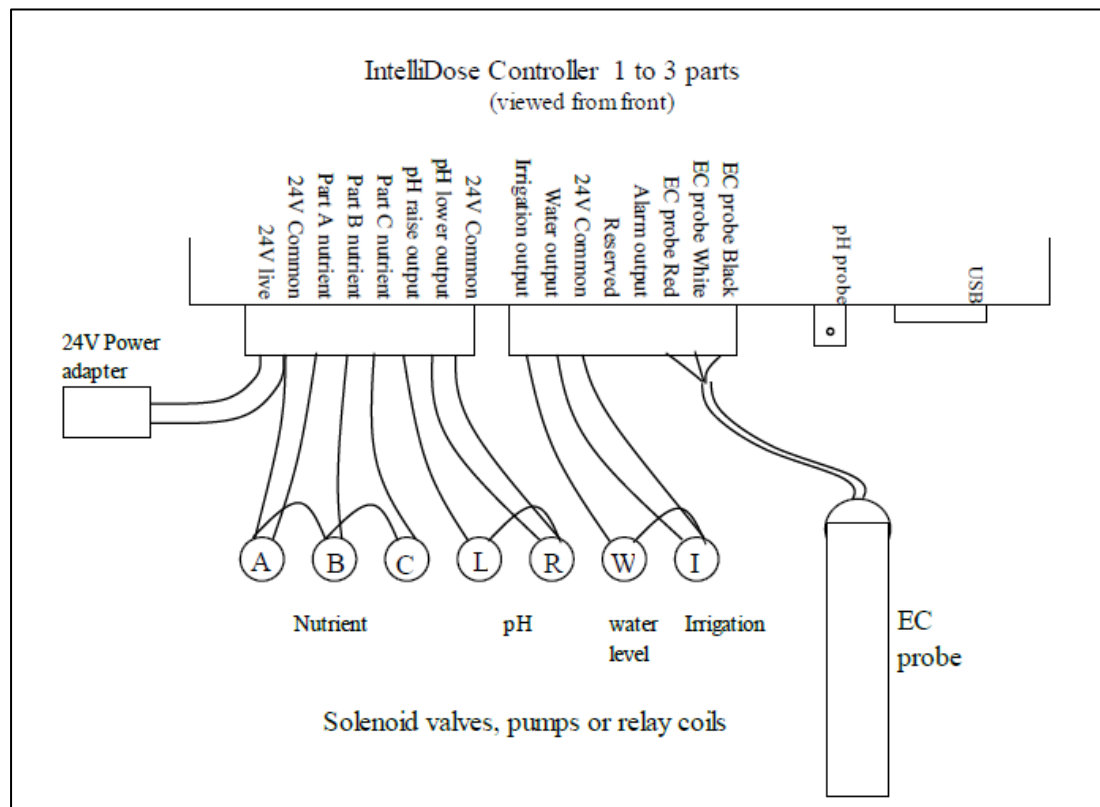 IntelliDose Controller 1 to 3 parts
(viewed from front)
24V live
24V Common
Part A nutrient
Part B nutrient
Part C nutrient
pH raise output
pH lower output
24V Common
Irrigation output
Water output
24V Common
Reserved
Alarm output
EC probe Red
EC probe White
EC probe Black
pH probe
USB
24V Power
adapter
A
B
C
L
R
W
I
Nutrient
pH
water
level
Irrigation
EC
probe
Solenoid valves, pumps or relay coils